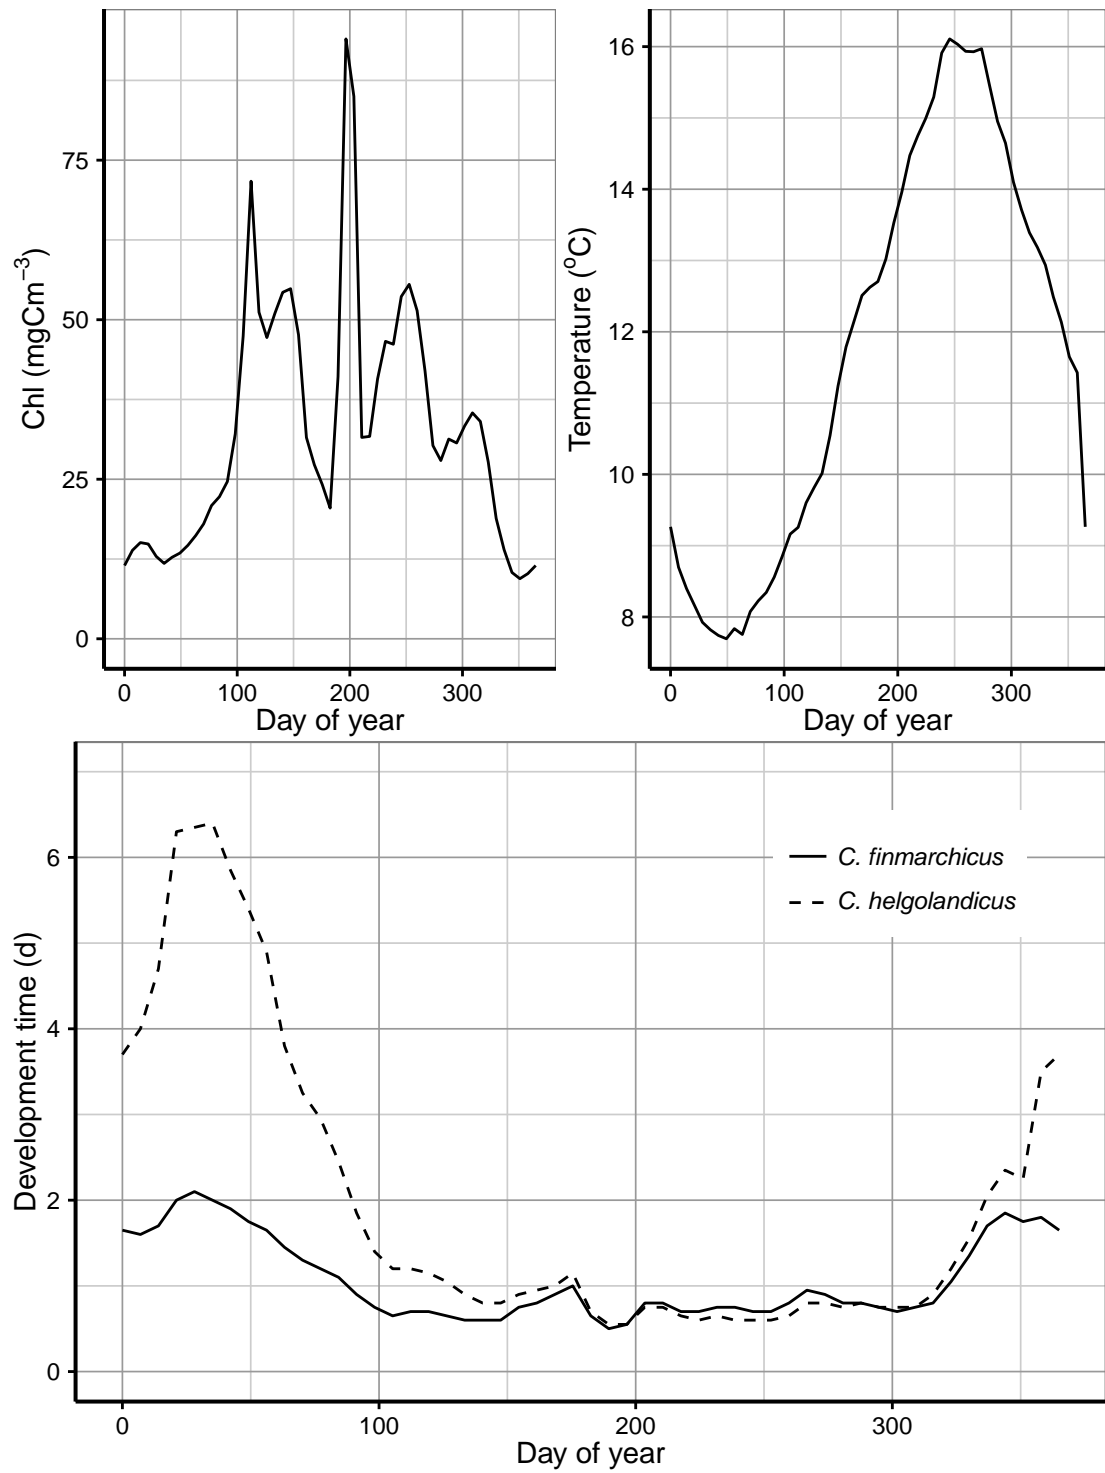 Chl (mgCm⁻³)
75
50
25
0
0 100 200 300
Day of year
Temperature (°C)
16
14
12
10
8
0 100 200 300
Day of year
Development time (d)
6
4
2
0
C. finmarchicus
C. helgolandicus
0 100 200 300
Day of year